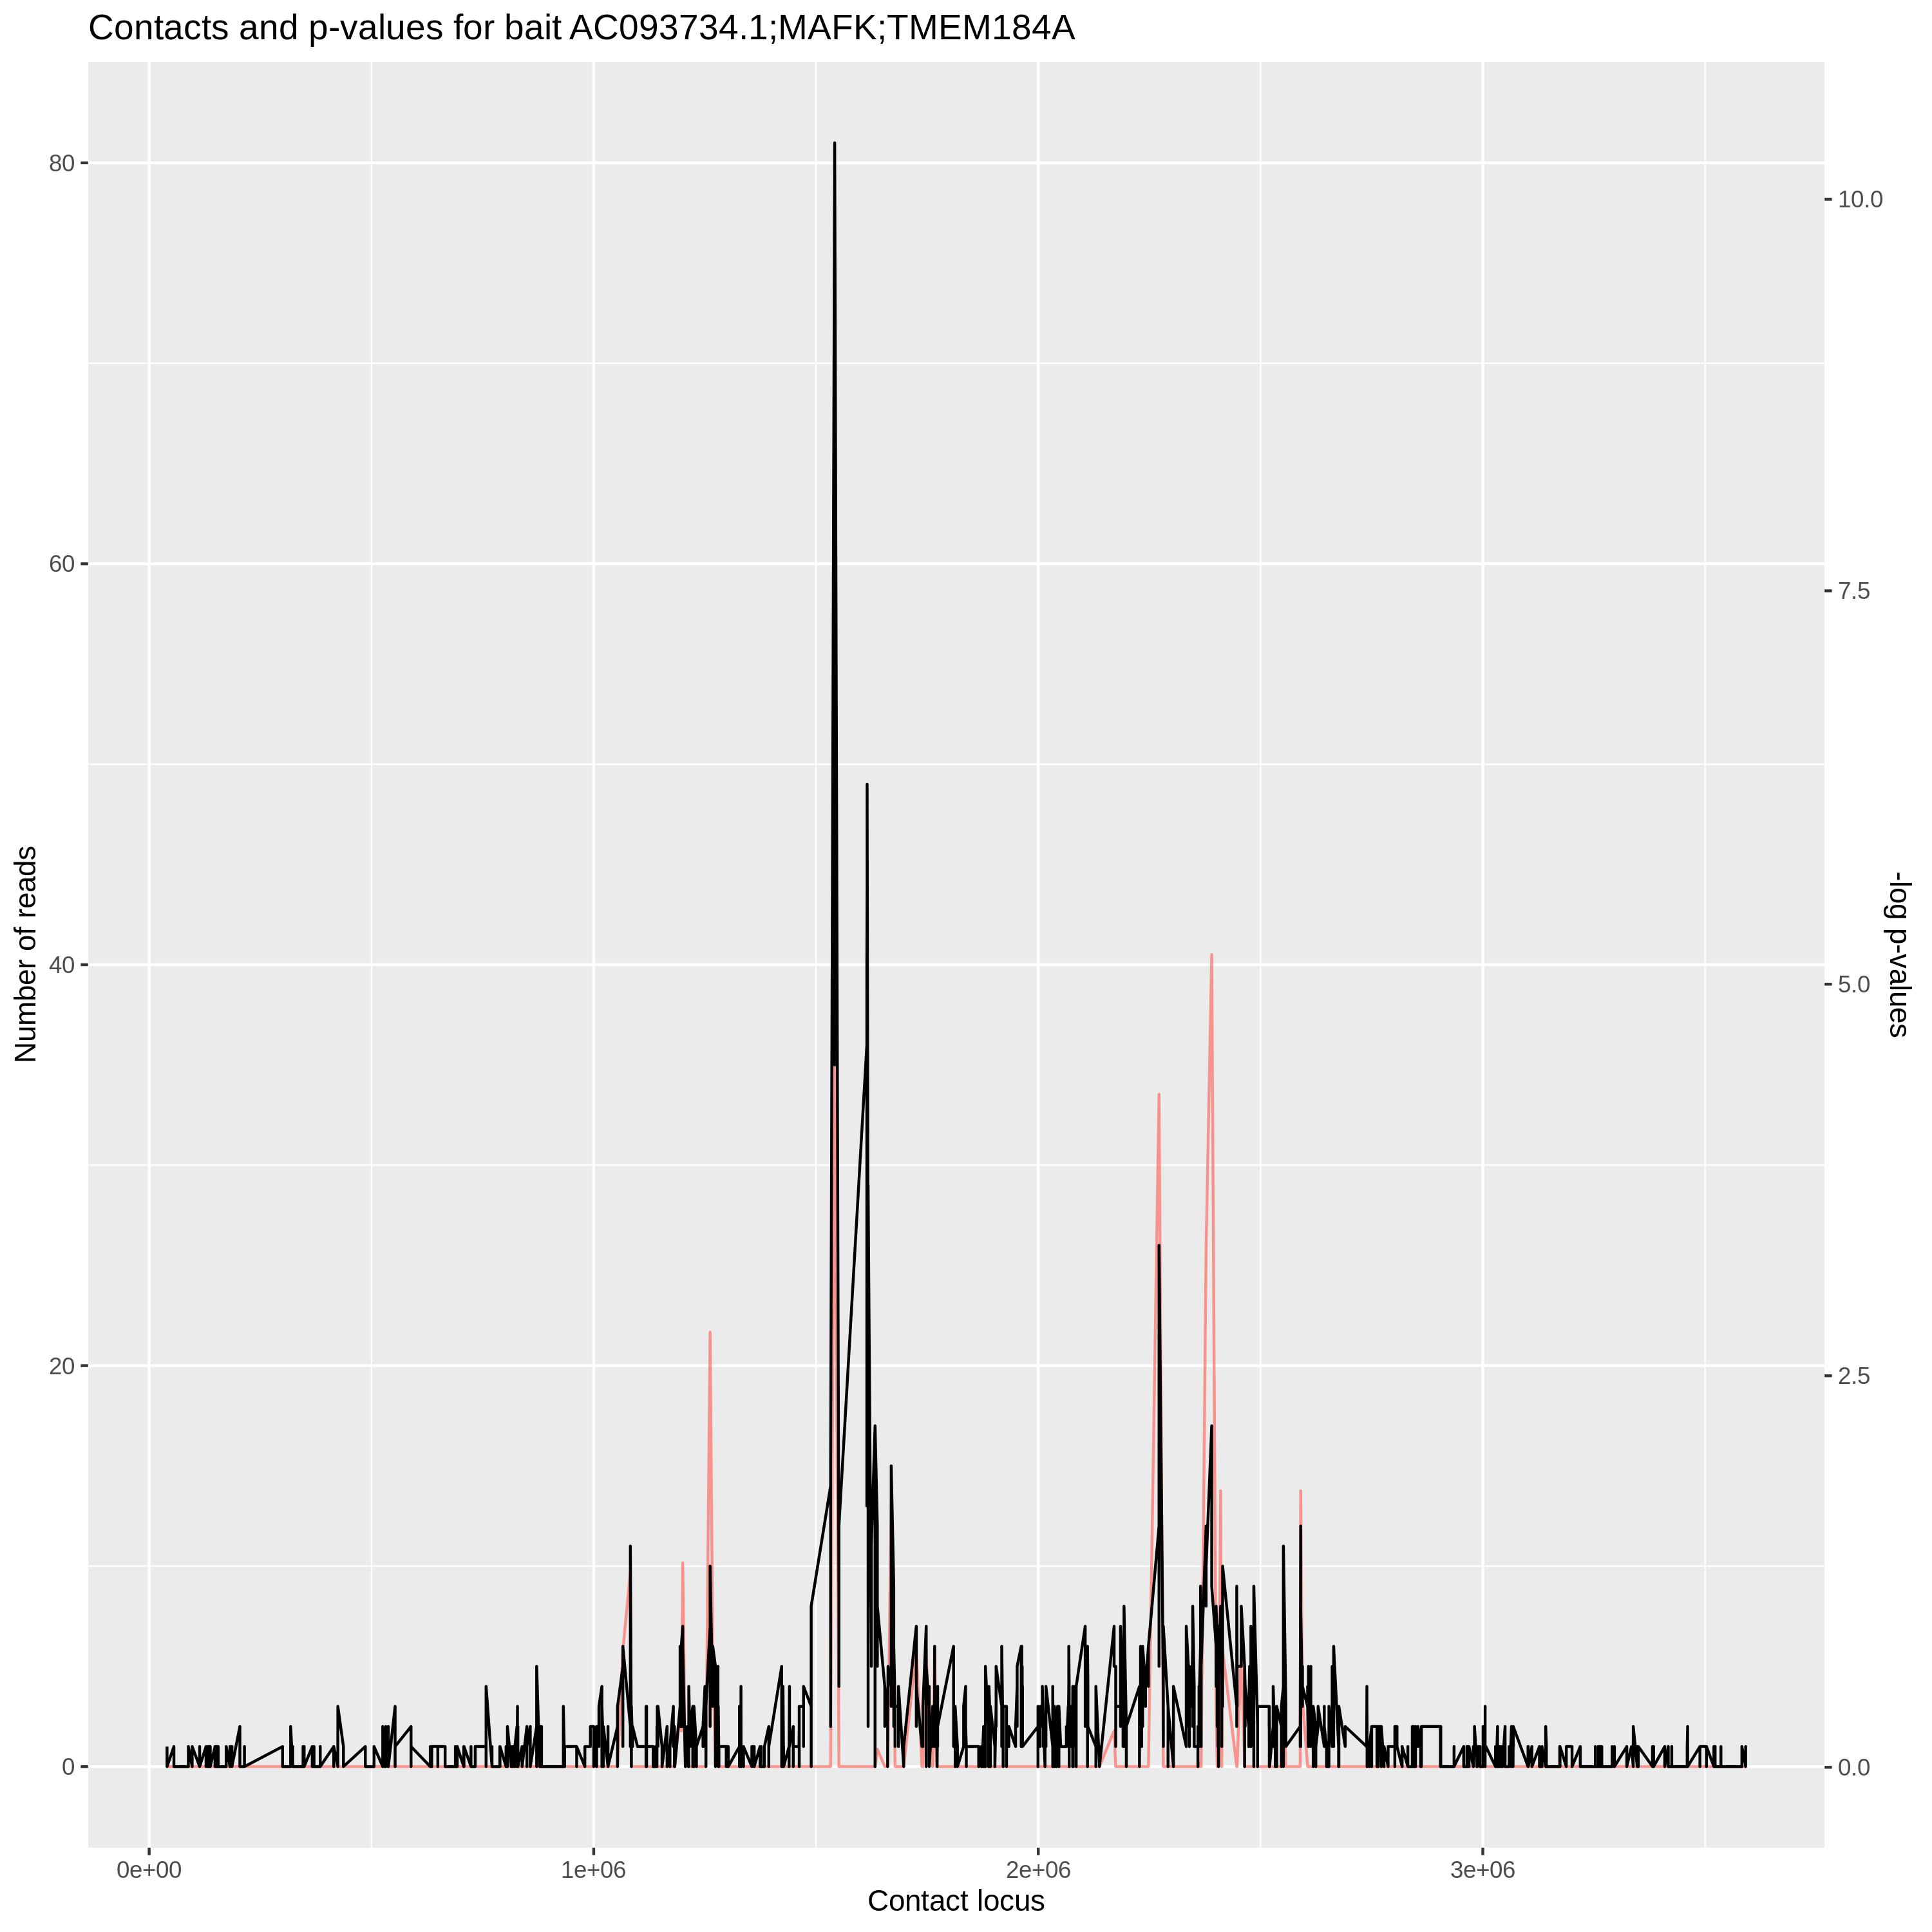 Contacts and p-values for bait AC093734.1;MAFK;TMEM184A
80
60
40
20
0
Number of reads
10.0
7.5
5.0
2.5
0.0
-log p-values
0e+00
1e+06
2e+06
3e+06
Contact locus